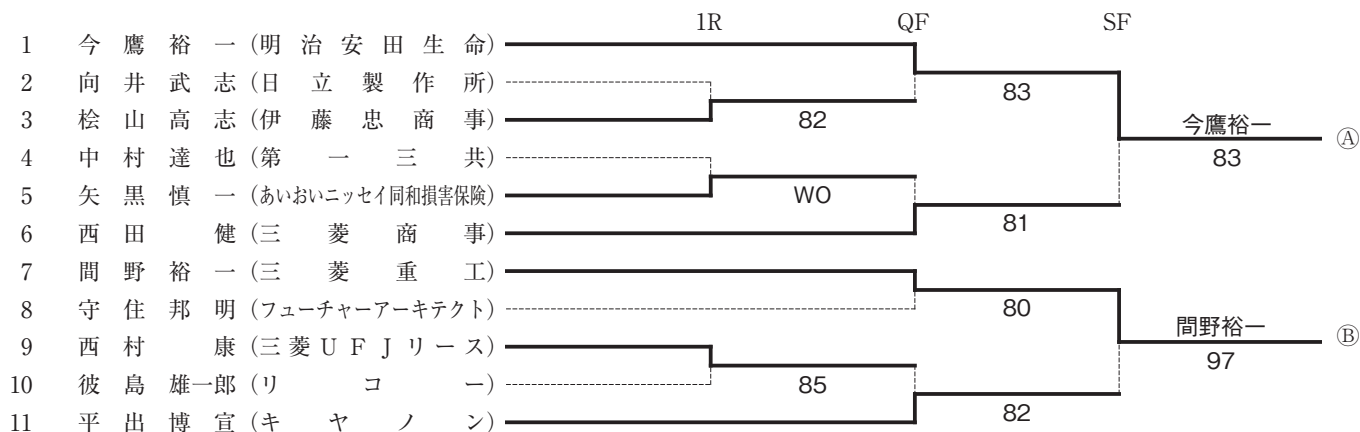 1R QF SF
1 今鷹裕一 (明治安田生命)
2 向井武志 (日立製作所)
83
3 桧山高志 (伊藤忠商事)
82
今鷹裕一 Ⓐ
83
4 中村達也 (第一三共)
5 矢黒慎一 (あいおいニッセイ同和損害保険)
WO
81
6 西田健 (三菱商事)
7 間野裕一 (三菱重工)
8 守住邦明 (フューチャーアーキテクト)
80
間野裕一 Ⓑ
97
9 西村康 (三菱UFJリース)
10 彼島雄一郎 (リコー)
85
82
11 平出博宣 (キヤノン)